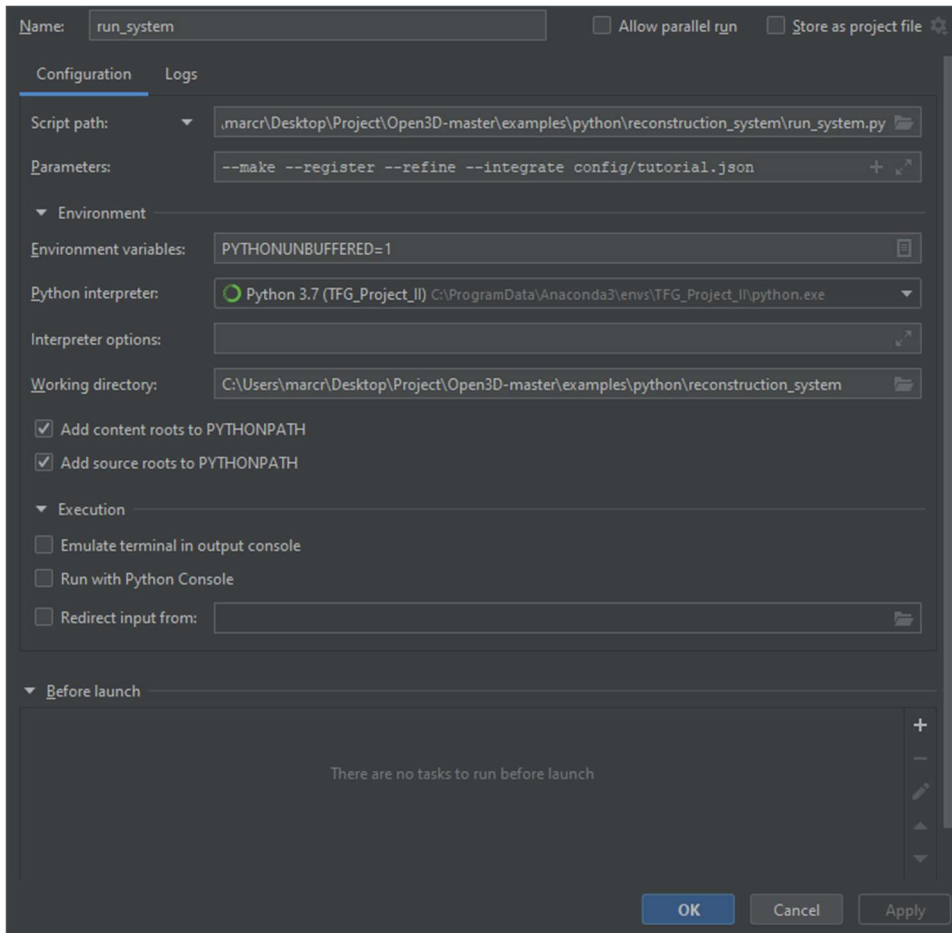 Name: run_system Allow parallel run Store as project file
Configuration Logs
Script path: \marcr\Desktop\Project\Open3D-master\examples\python\reconstruction_system\run_system.py
Parameters: --make --register --refine --integrate config/tutorial.json
Environment
Environment variables: PYTHONUNBUFFERED=1
Python interpreter: Python 3.7 (TFG_Project_II) C:\ProgramData\Anaconda3\envs\TFG_Project_II\python.exe
Interpreter options:
Working directory: C:\Users\marcr\Desktop\Project\Open3D-master\examples\python\reconstruction_system
Add content roots to PYTHONPATH
Add source roots to PYTHONPATH
Execution
Emulate terminal in output console
Run with Python Console
Redirect input from:
Before launch
There are no tasks to run before launch
OK Cancel Apply